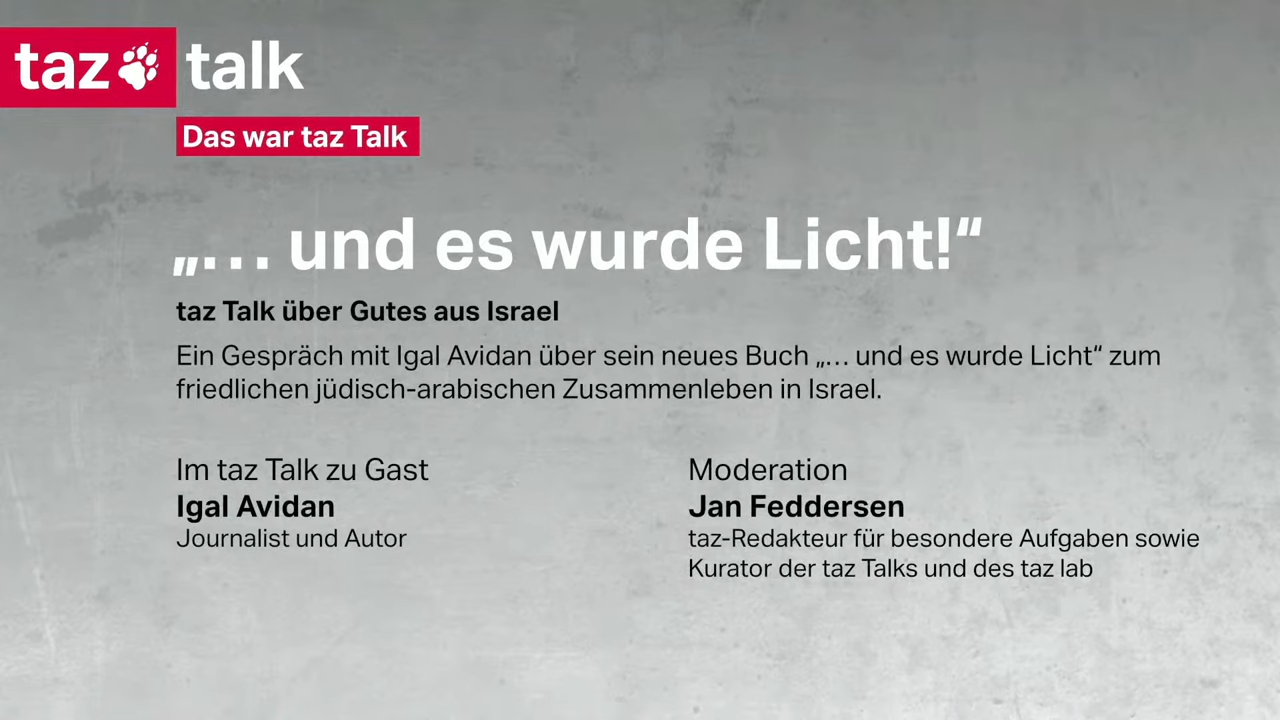 taz talk
Das war taz Talk
„… und es wurde Licht!“
taz Talk über Gutes aus Israel
Ein Gespräch mit Igal Avidan über sein neues Buch „… und es wurde Licht“ zum
friedlichen jüdisch-arabischen Zusammenleben in Israel.
Im taz Talk zu Gast
Igal Avidan
Journalist und Autor
Moderation
Jan Feddersen
taz-Redakteur für besondere Aufgaben sowie
Kurator der taz Talks und des taz lab